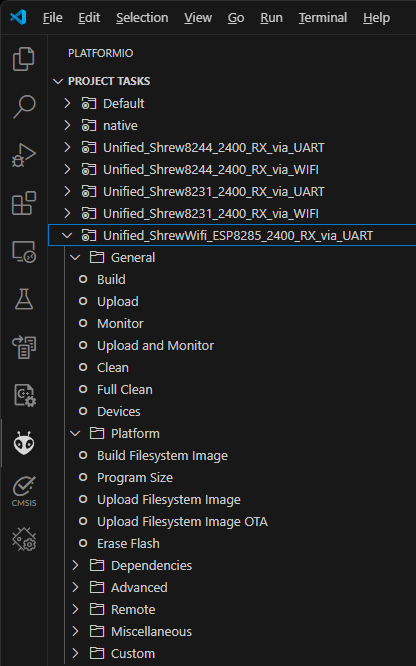 File Edit Selection View Go Run Terminal Help
PLATFORMIO
PROJECT TASKS
Default
native
Unified_Shrew8244_2400_RX_via_UART
Unified_Shrew8244_2400_RX_via_WIFI
Unified_Shrew8231_2400_RX_via_UART
Unified_Shrew8231_2400_RX_via_WIFI
Unified_ShrewWifi_ESP8285_2400_RX_via_UART
General
Build
Upload
Monitor
Upload and Monitor
Clean
Full Clean
Devices
Platform
CMSIS
Build Filesystem Image
Program Size
Upload Filesystem Image
Upload Filesystem Image OTA
Erase Flash
Dependencies
Advanced
Remote
Miscellaneous
Custom